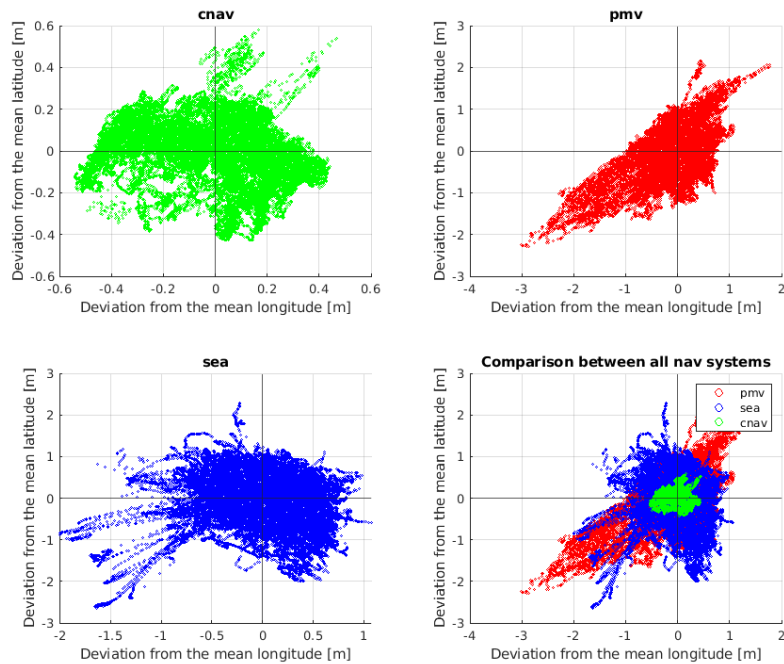 cnav
Deviation from the mean latitude [m]
0.6
0.4
0.2
0
-0.2
-0.4
-0.6
-0.6 -0.4 -0.2 0 0.2 0.4 0.6
Deviation from the mean longitude [m]
pmv
Deviation from the mean latitude [m]
3
2
1
0
-1
-2
3
-4 -3 -2 -1 0 1 2
Deviation from the mean longitude [m]
sea
Deviation from the mean latitude [m]
3
2
1
0
-1
-2
3
-2 -1.5 -1 -0.5 0 0.5 1
Deviation from the mean longitude [m]
Comparison between all nav systems
Deviation from the mean latitude [m]
3
2
1
0
-1
-2
3
-4 -3 -2 -1 0 1 2
Deviation from the mean longitude [m]
pmv
sea
cnav